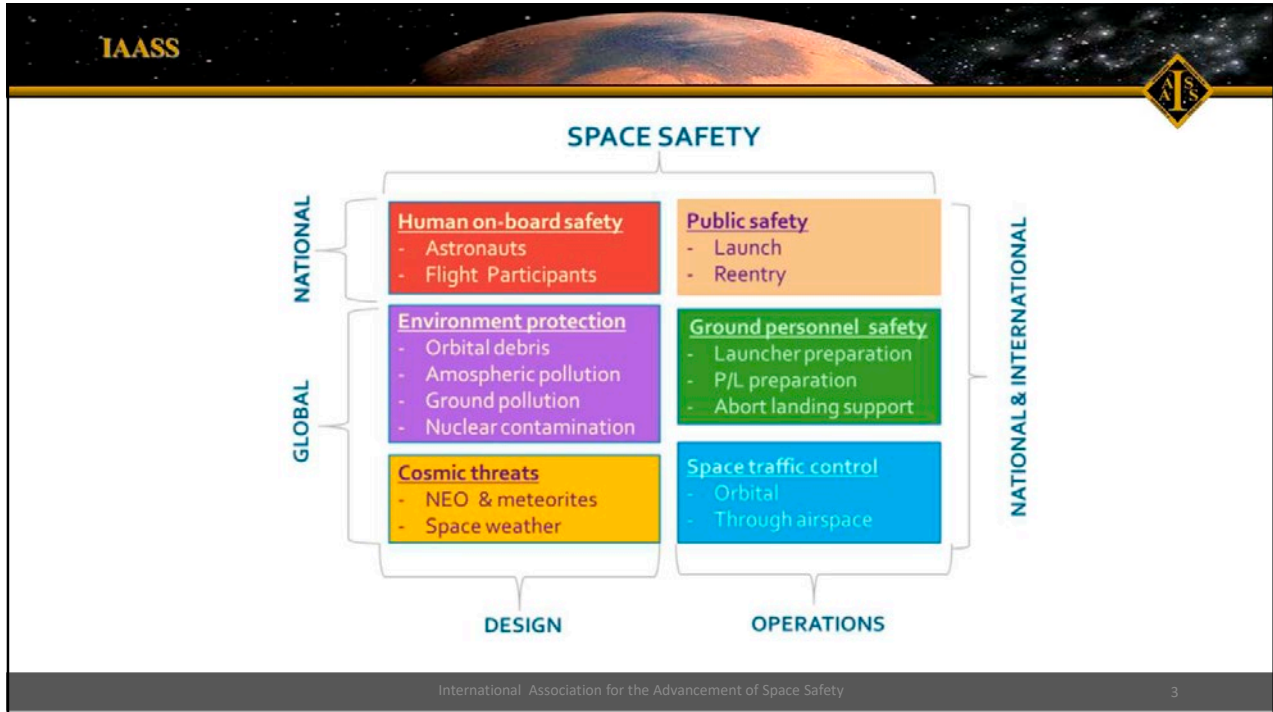 IAASS
A S
A I S
SPACE SAFETY
NATIONAL
Human on-board safety
- Astronauts
- Flight Participants
Public safety
- Launch
- Reentry
GLOBAL
Environment protection
- Orbital debris
- Amospheric pollution
- Ground pollution
- Nuclear contamination
Ground personnel safety
- Launcher preparation
- P/L preparation
- Abort landing support
Cosmic threats
- NEO & meteorites
- Space weather
Space traffic control
- Orbital
- Through airspace
NATIONAL & INTERNATIONAL
DESIGN
OPERATIONS
International Association for the Advancement of Space Safety
3